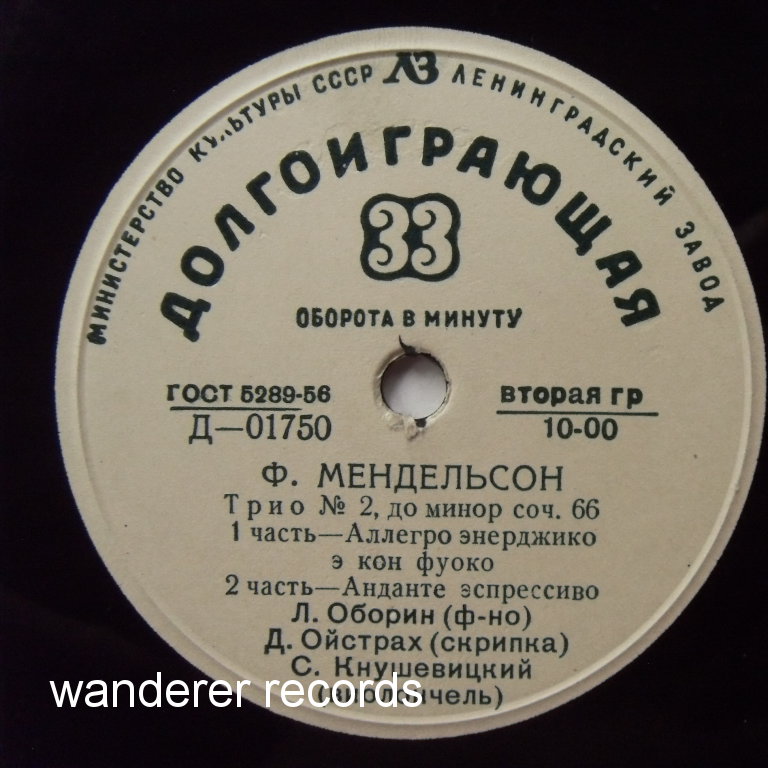 МИНИСТЕРСТВО КУЛЬТУРЫ СССР ЛЗ ЛЕНИНГРАДСКИЙ ЗАВОД
ДОЛГОИГРАЮЩАЯ
33
ОБОРОТА В МИНУТУ
ГОСТ 5289-56
Д—01750
вторая гр
10-00
Ф. МЕНДЕЛЬСОН
Трио № 2, до минор соч. 66
1 часть—Аллегро энерджико
э кон фуоко
2 часть—Анданте эспрессиво
Л. Оборин (ф-но)
Д. Ойстрах (скрипка)
С. Кнушевицкий
(виолончель)
wanderer records